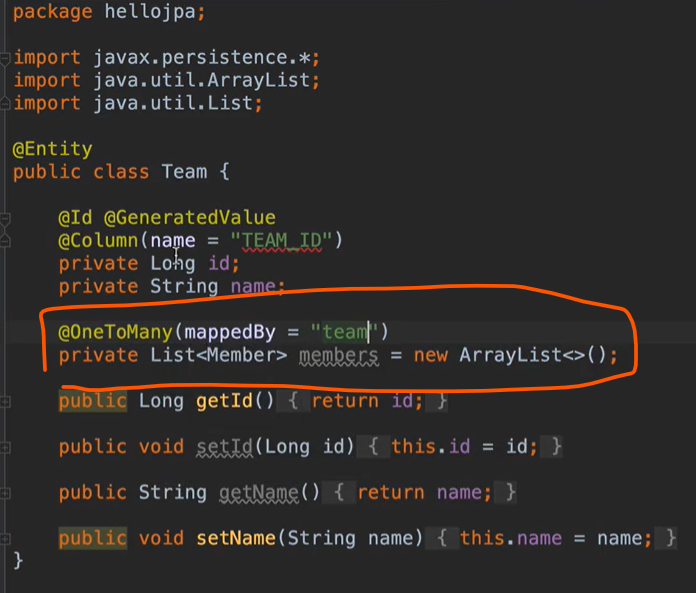 package hellojpa;
import javax.persistence.*;
import java.util.ArrayList;
import java.util.List;
@Entity
public class Team {
@Id @GeneratedValue
@Column(name = "TEAM_ID")
private Long id;
private String name;
@OneToMany(mappedBy = "team")
private List<Member> members = new ArrayList<>();
public Long getId() { return id; }
public void setId(Long id) { this.id = id; }
public String getName() { return name; }
public void setName(String name) { this.name = name; }
}